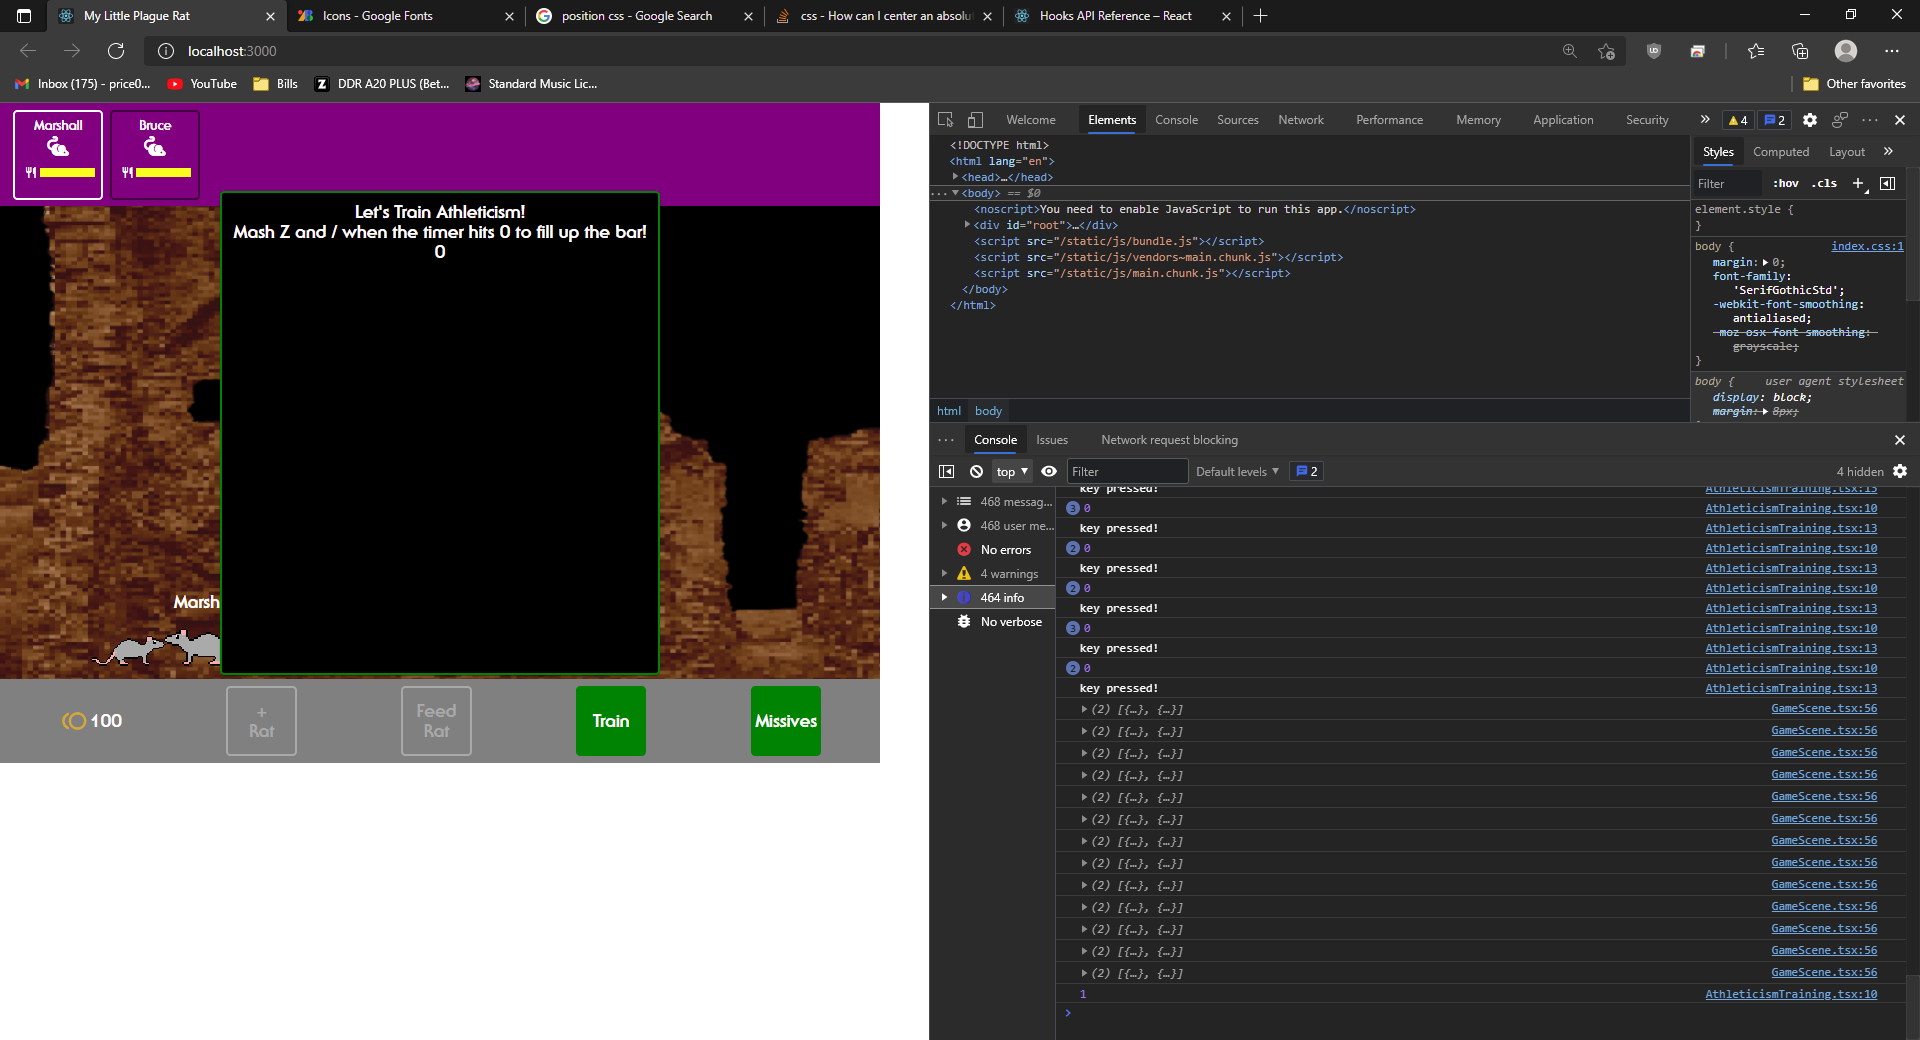 My Little Plague Rat
Icons - Google Fonts
position css - Google Search
css - How can I center an absolut
Hooks API Reference – React
localhost:3000
Inbox (175) - price0...
YouTube
Bills
DDR A20 PLUS (Bet...
Standard Music Lic...
Other favorites
Marshall
Bruce
Let's Train Athleticism!
Mash Z and / when the timer hits 0 to fill up the bar!
0
Marsh
100
+
Rat
Feed
Rat
Train
Missives
Welcome
Elements
Console
Sources
Network
Performance
Memory
Application
Security
4
2
<!DOCTYPE html>
<html lang="en">
<head>…</head>
<body> == $0
<noscript>You need to enable JavaScript to run this app.</noscript>
<div id="root">…</div>
<script src="/static/js/bundle.js"></script>
<script src="/static/js/vendors~main.chunk.js"></script>
<script src="/static/js/main.chunk.js"></script>
</body>
</html>
html body
Styles
Computed
Layout
Filter
:hov .cls +
element.style {
}
body { index.css:1
margin: 0;
font-family:
'SerifGothicStd';
-webkit-font-smoothing:
antialiased;
-moz-osx-font-smoothing:
grayscale;
}
body { user agent stylesheet
display: block;
margin: 8px;
Console
Issues
Network request blocking
top
Filter
Default levels
2
4 hidden
468 messag...
468 user me...
No errors
4 warnings
464 info
No verbose
key pressed! AthleticismTraining.tsx:13
3 0 AthleticismTraining.tsx:10
key pressed! AthleticismTraining.tsx:13
2 0 AthleticismTraining.tsx:10
key pressed! AthleticismTraining.tsx:13
2 0 AthleticismTraining.tsx:10
key pressed! AthleticismTraining.tsx:13
3 0 AthleticismTraining.tsx:10
key pressed! AthleticismTraining.tsx:13
2 0 AthleticismTraining.tsx:10
key pressed! AthleticismTraining.tsx:13
(2) [{…}, {…}] GameScene.tsx:56
(2) [{…}, {…}] GameScene.tsx:56
(2) [{…}, {…}] GameScene.tsx:56
(2) [{…}, {…}] GameScene.tsx:56
(2) [{…}, {…}] GameScene.tsx:56
(2) [{…}, {…}] GameScene.tsx:56
(2) [{…}, {…}] GameScene.tsx:56
(2) [{…}, {…}] GameScene.tsx:56
(2) [{…}, {…}] GameScene.tsx:56
(2) [{…}, {…}] GameScene.tsx:56
(2) [{…}, {…}] GameScene.tsx:56
(2) [{…}, {…}] GameScene.tsx:56
(2) [{…}, {…}] GameScene.tsx:56
1 AthleticismTraining.tsx:10